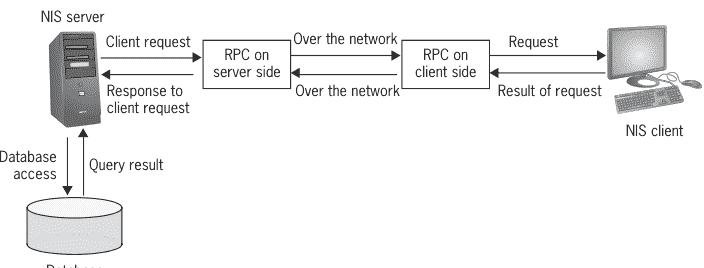 NIS server
Client request
RPC on
server side
Over the network
Over the network
RPC on
client side
Request
Result of request
Response to
client request
NIS client
Database
access
Query result
Database